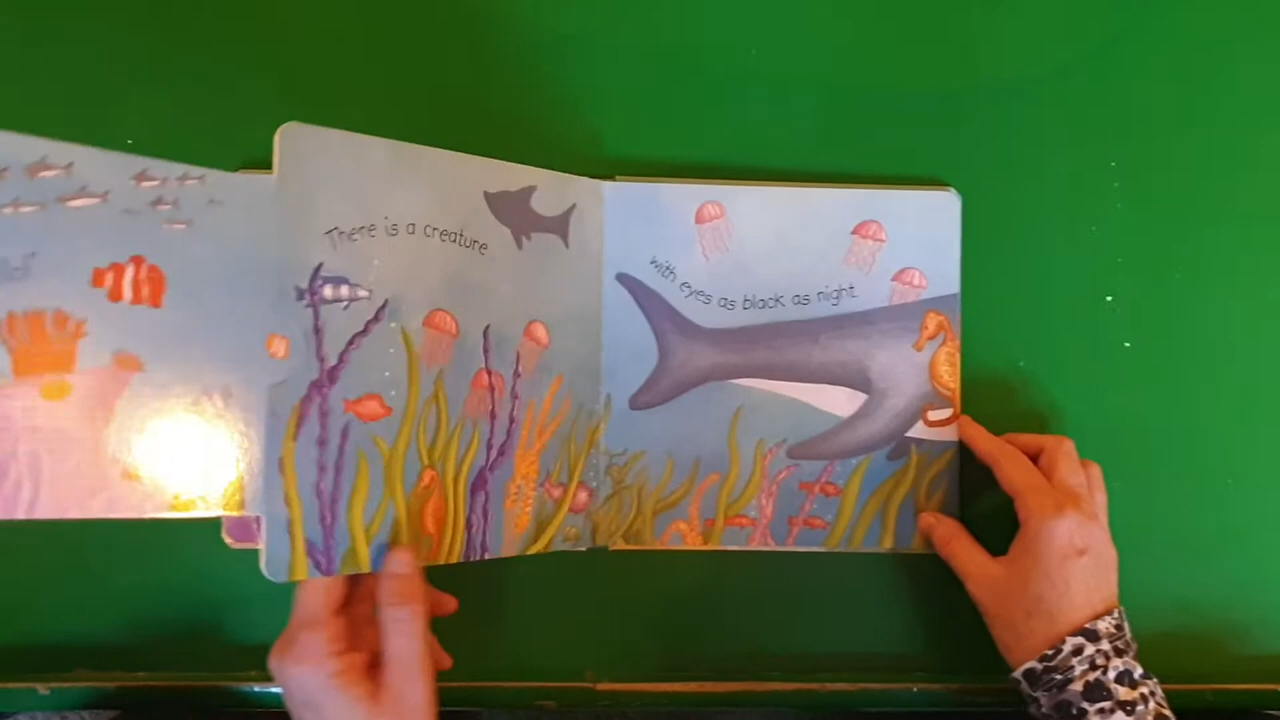 There is a creature
with eyes as black as night.